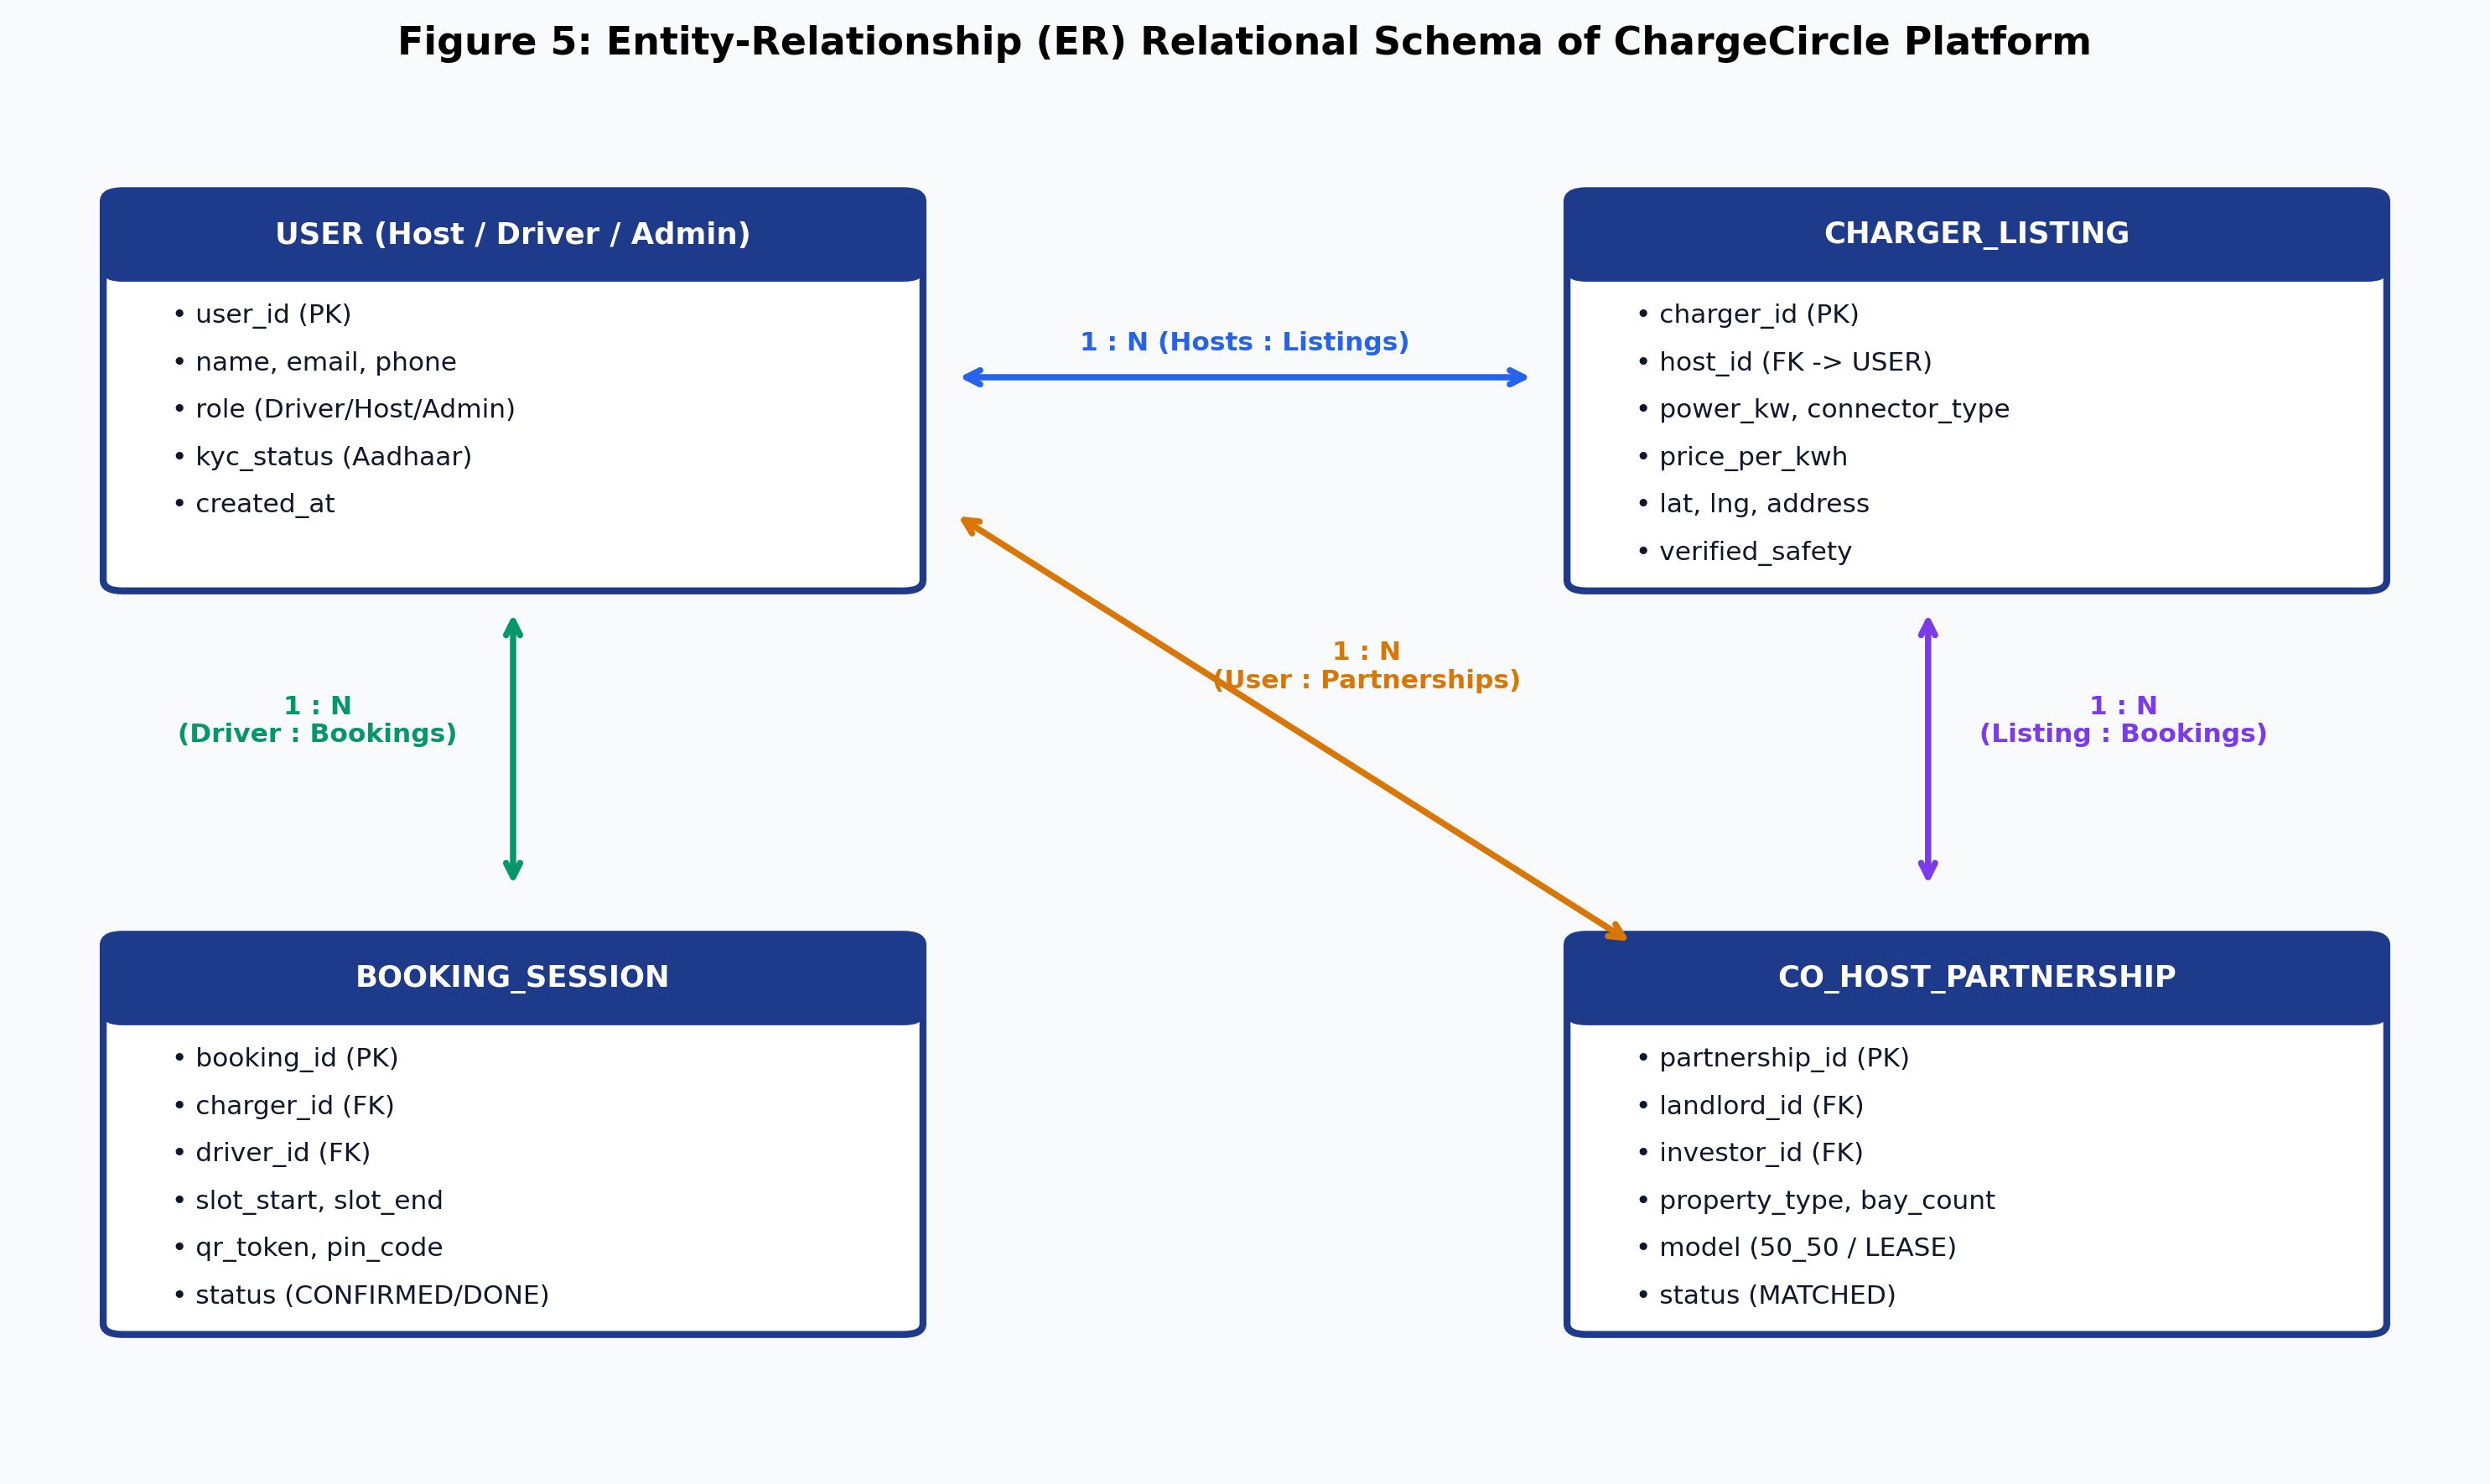 Figure 5: Entity-Relationship (ER) Relational Schema of ChargeCircle Platform
USER (Host / Driver / Admin)
• user_id (PK)
• name, email, phone
• role (Driver/Host/Admin)
• kyc_status (Aadhaar)
• created_at
1 : N (Hosts : Listings)
CHARGER_LISTING
• charger_id (PK)
• host_id (FK -> USER)
• power_kw, connector_type
• price_per_kwh
• lat, lng, address
• verified_safety
1 : N
(Driver : Bookings)
1 : N
(User : Partnerships)
1 : N
(Listing : Bookings)
BOOKING_SESSION
• booking_id (PK)
• charger_id (FK)
• driver_id (FK)
• slot_start, slot_end
• qr_token, pin_code
• status (CONFIRMED/DONE)
CO_HOST_PARTNERSHIP
• partnership_id (PK)
• landlord_id (FK)
• investor_id (FK)
• property_type, bay_count
• model (50_50 / LEASE)
• status (MATCHED)